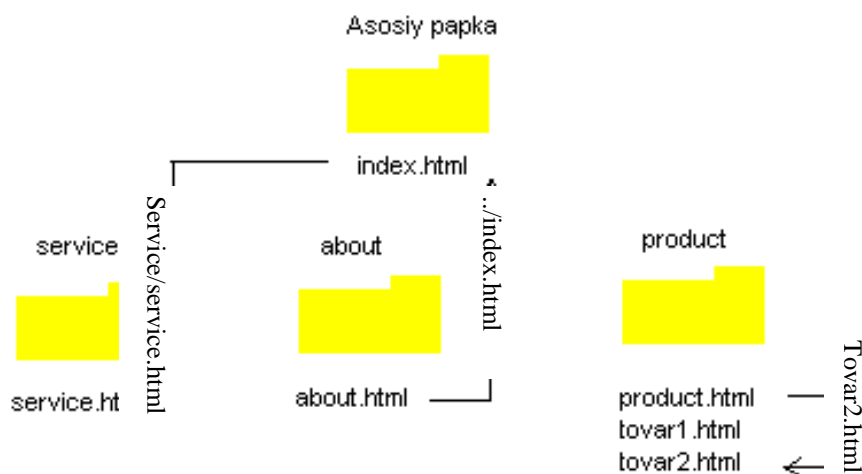 Asosiy papka
index.html
Service/service.html
../index.html
service
about
product
service.ht
about.html
product.html
tovar1.html
tovar2.html
Tovar2.html